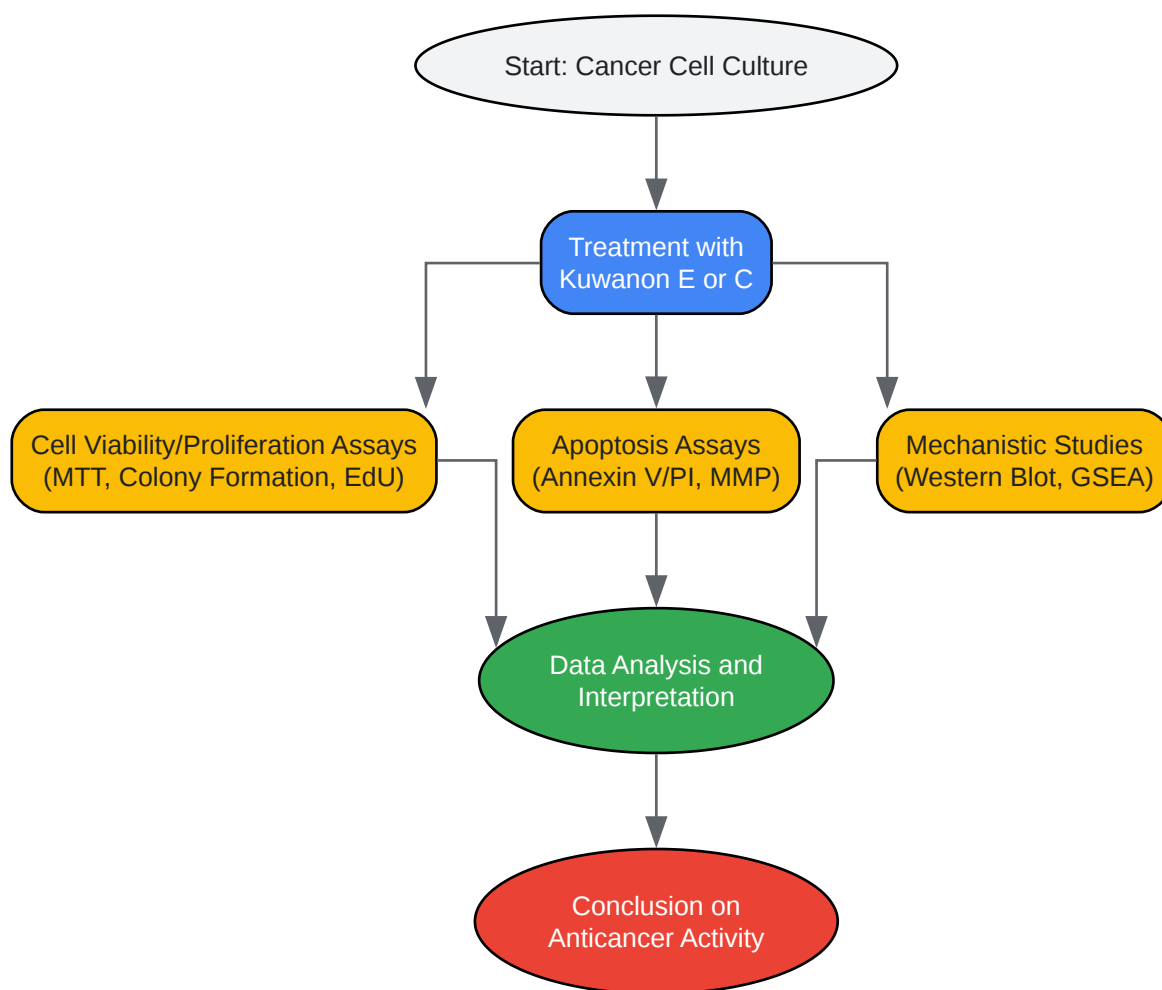 Start: Cancer Cell Culture
Treatment with
Kuwanon E or C
Cell Viability/Proliferation Assays
(MTT, Colony Formation, EdU)
Apoptosis Assays
(Annexin V/PI, MMP)
Mechanistic Studies
(Western Blot, GSEA)
Data Analysis and
Interpretation
Conclusion on
Anticancer Activity